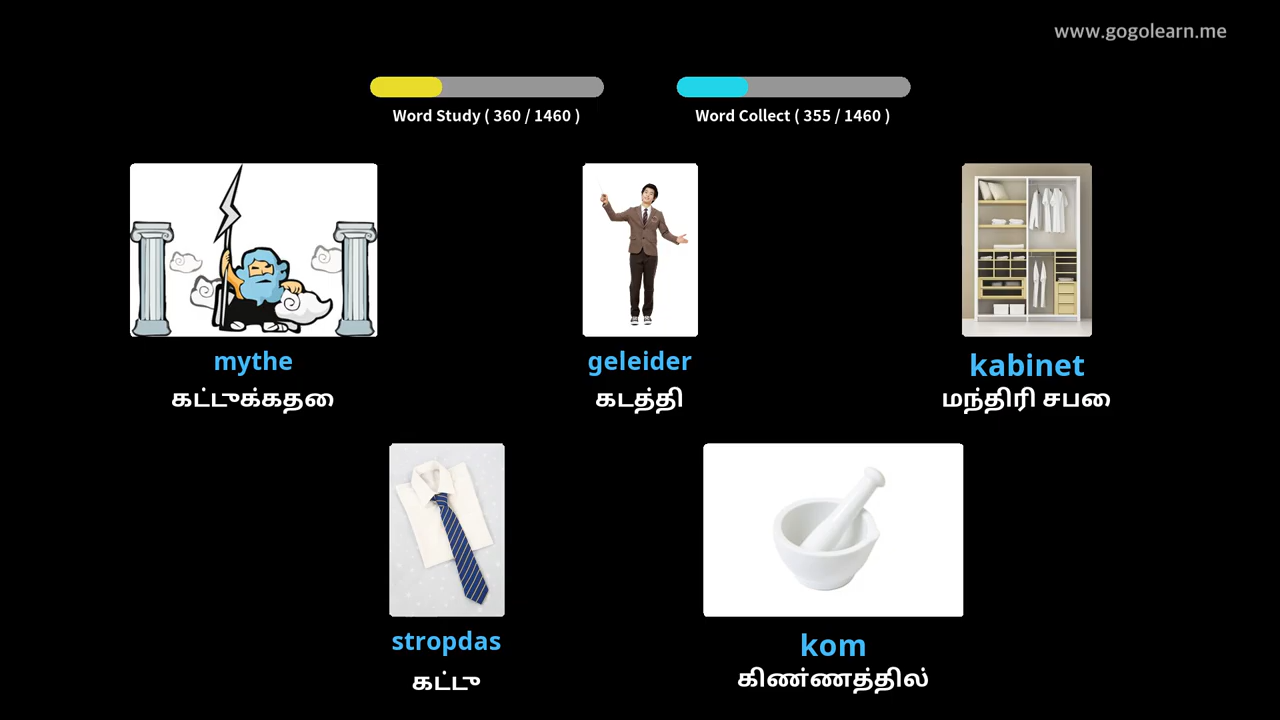 www.gogolearn.me
Word Study ( 360 / 1460 )
Word Collect ( 355 / 1460 )
mythe
கட்டுக்கதை
geleider
கடத்தி
kabinet
மந்திரி சபை
stropdas
கட்டு
kom
கிண்ணத்தில்